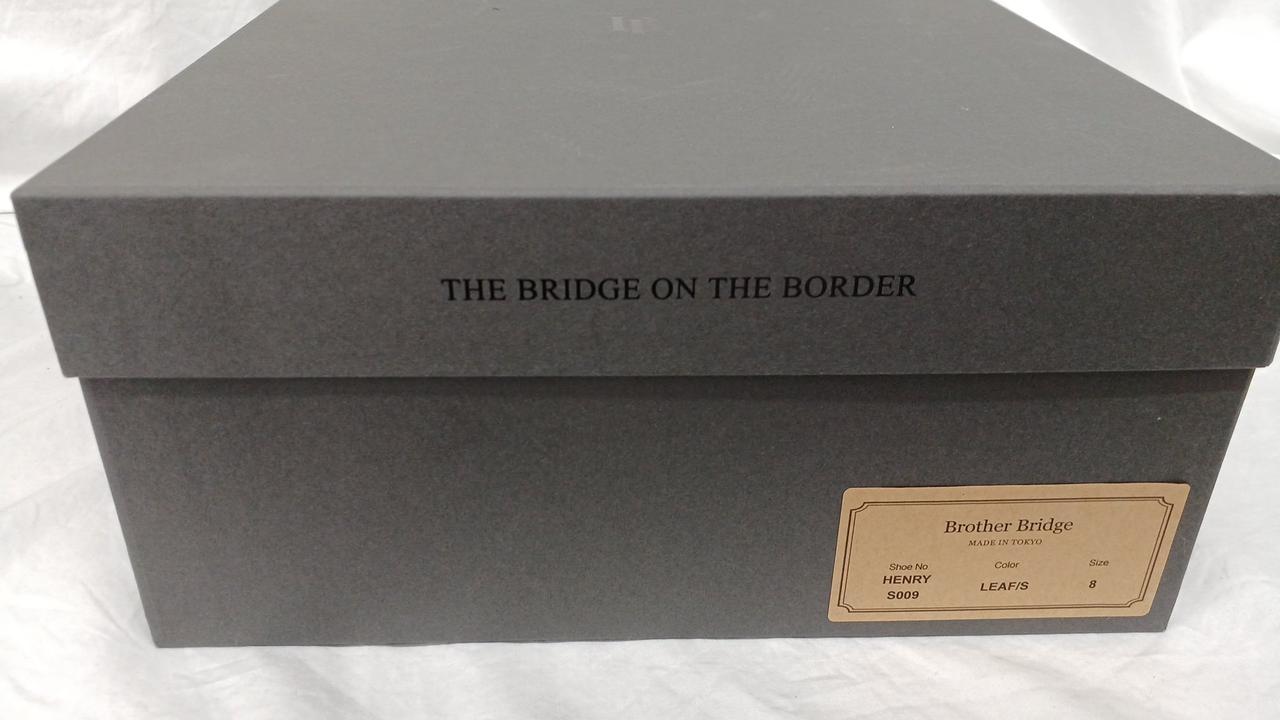 THE BRIDGE ON THE BORDER
Brother Bridge
MADE IN TOKYO
Shoe No Color Size
HENRY
S009 LEAF/S 8